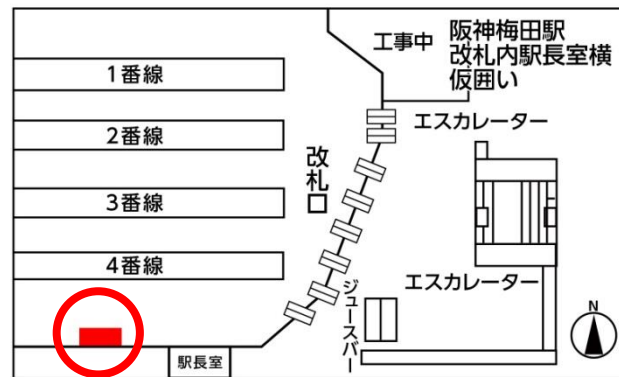 工事中
阪神梅田駅
改札内駅長室横
仮囲い
1番線
2番線
3番線
4番線
改札口
エスカレーター
エスカレーター
ジュースバー
駅長室
N